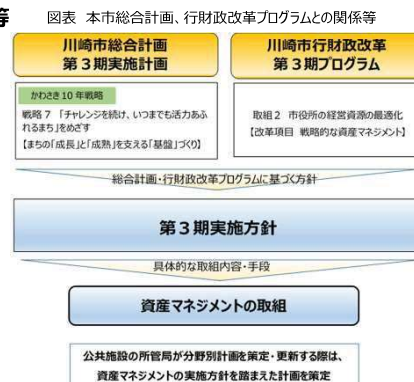 等
図表 本市総合計画、行財政改革プログラムとの関係等
川崎市総合計画
第3期実施計画
川崎市行財政改革
第3期プログラム
かわさき10年戦略
戦略7 「チャレンジを続け、いつまでも活力あふ
れるまち」をめざす
【まちの「成長」と「成熟」を支える「基盤」づくり】
取組2 市役所の経営資源の最適化
【改革項目 戦略的な資産マネジメント】
総合計画・行財政改革プログラムに基づく方針
第3期実施方針
具体的な取組内容・手段
資産マネジメントの取組
公共施設の所管局が分野別計画を策定・更新する際は、
資産マネジメントの実施方針を踏まえた計画を策定